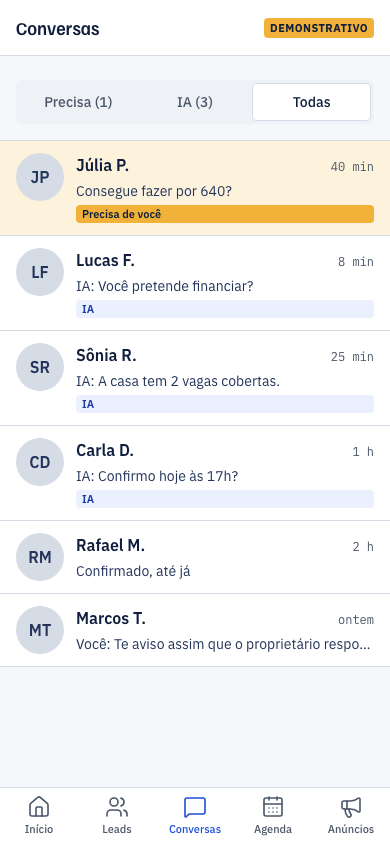 Conversas
DEMONSTRATIVO
Precisa (1)
IA (3)
Todas
JP
Júlia P.
40 min
Consegue fazer por 640?
Precisa de você
LF
Lucas F.
8 min
IA: Você pretende financiar?
IA
SR
Sônia R.
25 min
IA: A casa tem 2 vagas cobertas.
IA
CD
Carla D.
1 h
IA: Confirmo hoje às 17h?
IA
RM
Rafael M.
2 h
Confirmado, até já
MT
Marcos T.
ontem
Você: Te aviso assim que o proprietário respo...
Início
Leads
Conversas
Agenda
Anúncios